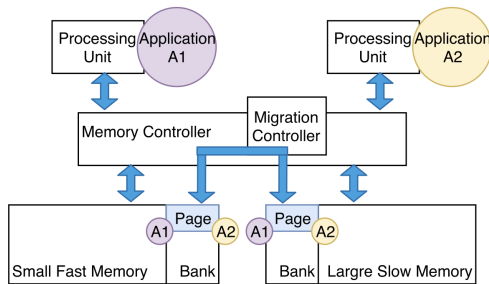 Processing
Unit
Application
A1
Processing
Unit
Application
A2
Memory Controller
Migration
Controller
Page
Page
A1
A2
A1
A2
Small Fast Memory
Bank
Bank
Largre Slow Memory